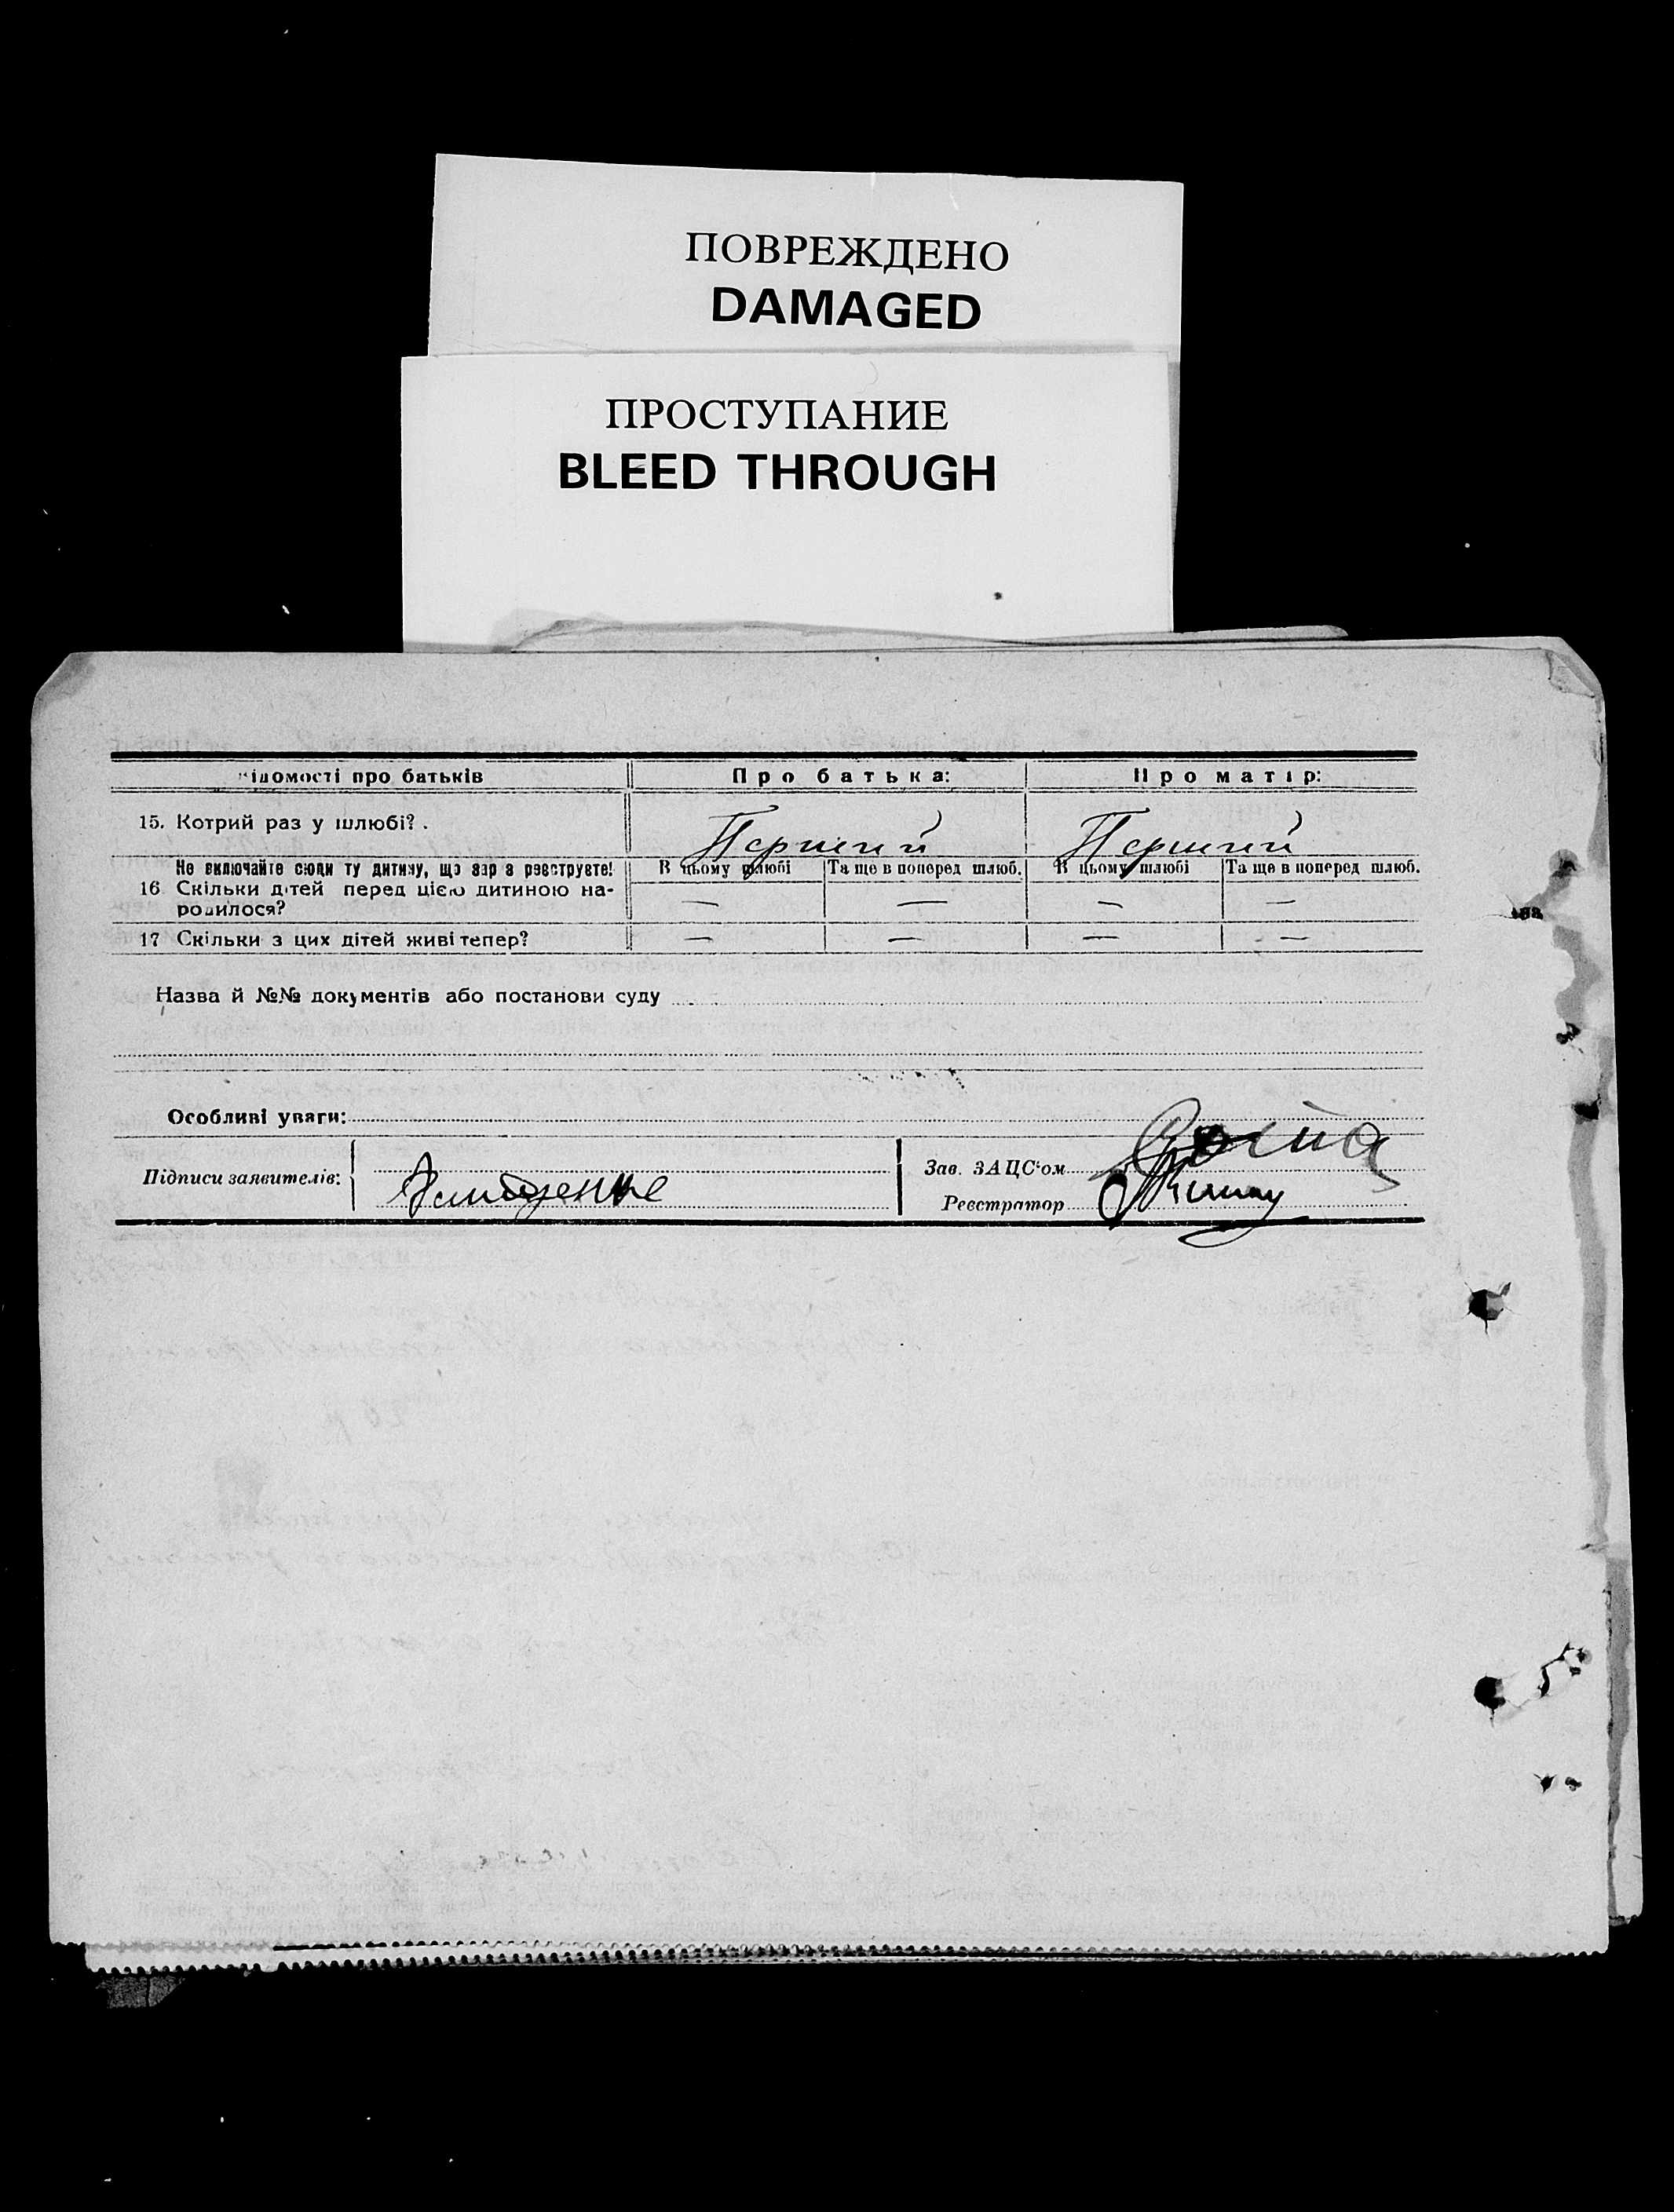 ПОВРЕЖДЕНО
DAMAGED
ПРОСТУПАНИЕ
BLEED THROUGH
ідомості про батьків Про батька: Про матір:
15. Котрий раз у шлюбі? . Перший Перший
Не включайте сюди ту дитину, що зар з реєструєте! В цьому шлюбі Та ще в поперед шлюб. В цьому шлюбі Та ще в поперед шлюб.
16 Скільки дітей перед цією дитиною на- — — — —
родилося?
17 Скільки з цих дітей живі тепер? — — — —
Назва й №№ документів або постанови суду
Особливі уваги:
Підписи заявителів:
Зав. ЗАЦС'ом
Реєстратор